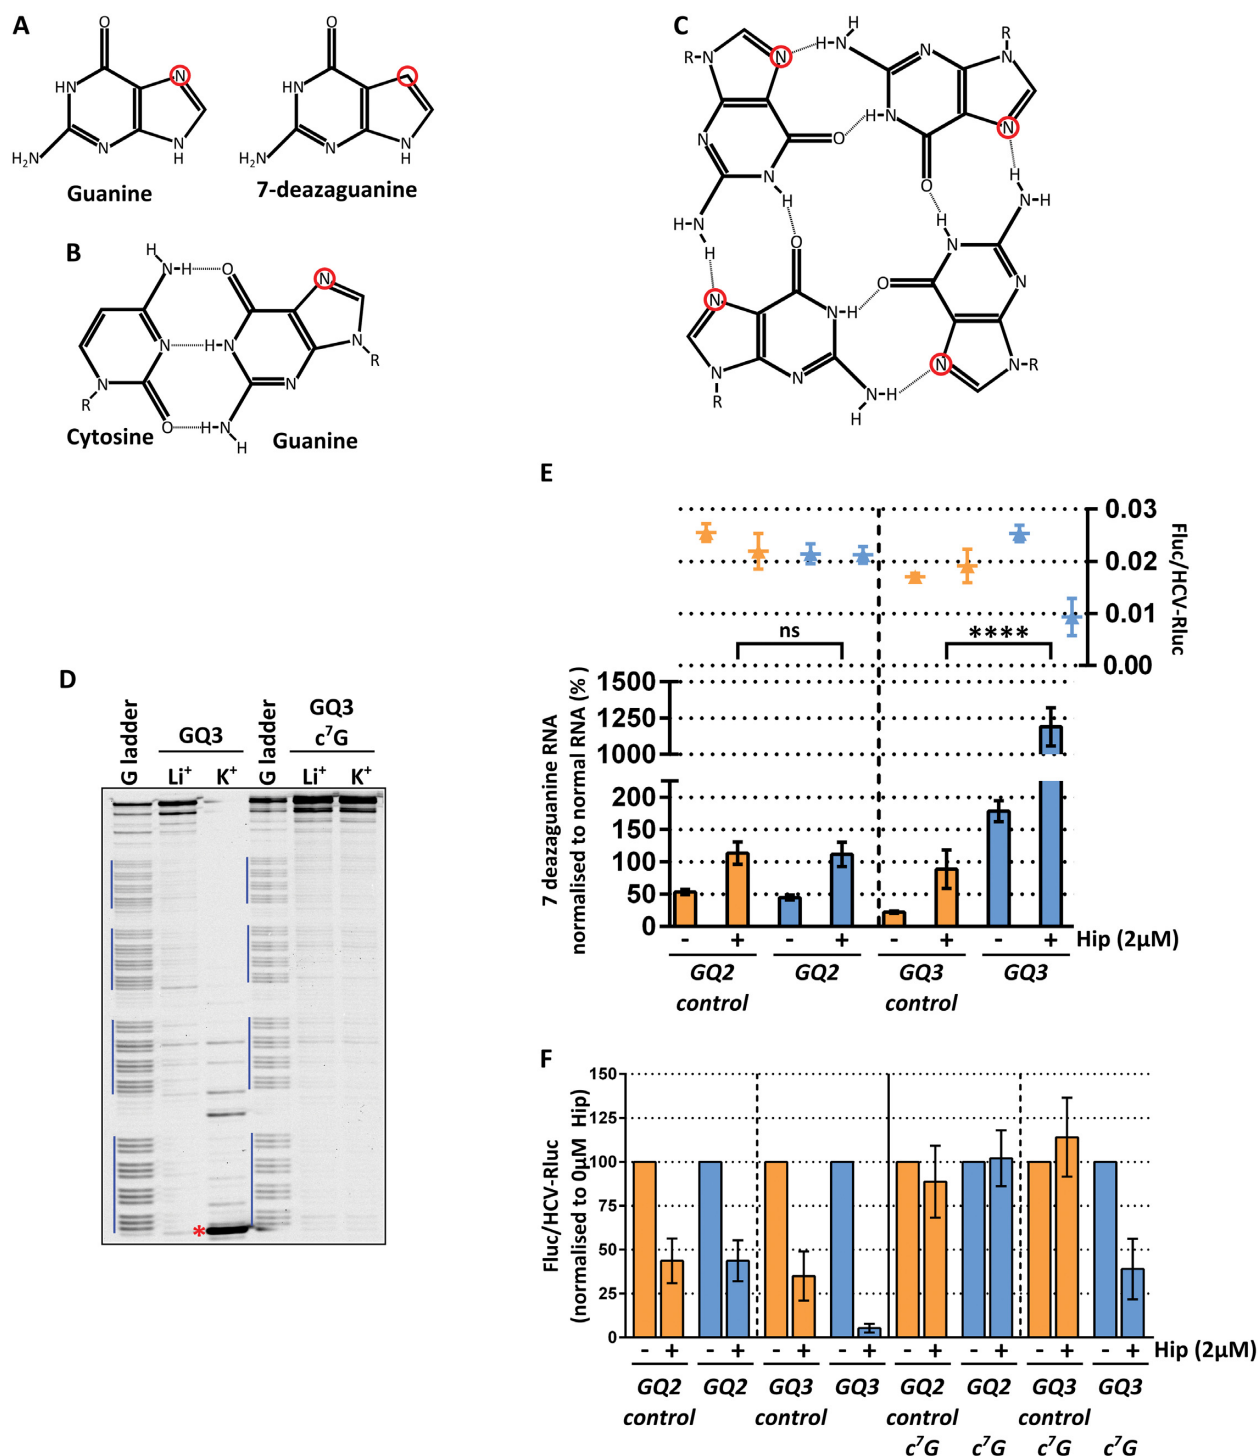 A
O
HN
N
H₂N
N
N
H
Guanine
O
HN
H₂N
N
N
H
7-deazaguanine
B
H
N-H
O
N
N
H-N
N
R
N
R
N
O
H-N
H
Cytosine
Guanine
C
R-N
N
H-N
H
N
N
R
N
O
H-N
N
N
N
H
O
H
H-N
H
O
H
N
N-H
H
N
O
N
N-H
O
N
N
R
N
N-H
H
N
N-R
D
G ladder
GQ3
Li⁺
K⁺
G ladder
GQ3
c⁷G
Li⁺
K⁺
*
E
0.03
0.02
0.01
0.00
Fluc/HCV-Rluc
ns
****
7 deazaguanine RNA
normalised to normal RNA (%)
1500
1250
1000
200
150
100
50
0
- + - + - + - + Hip (2μM)
GQ2 GQ2 GQ3 GQ3
control control
F
Fluc/HCV-Rluc
(normalised to 0μM Hip)
150
125
100
75
50
25
0
- + - + - + - + - + - + - + - + Hip (2μM)
GQ2 GQ2 GQ3 GQ3 GQ2 GQ2 GQ3 GQ3
control control control control
c⁷G c⁷G c⁷G c⁷G